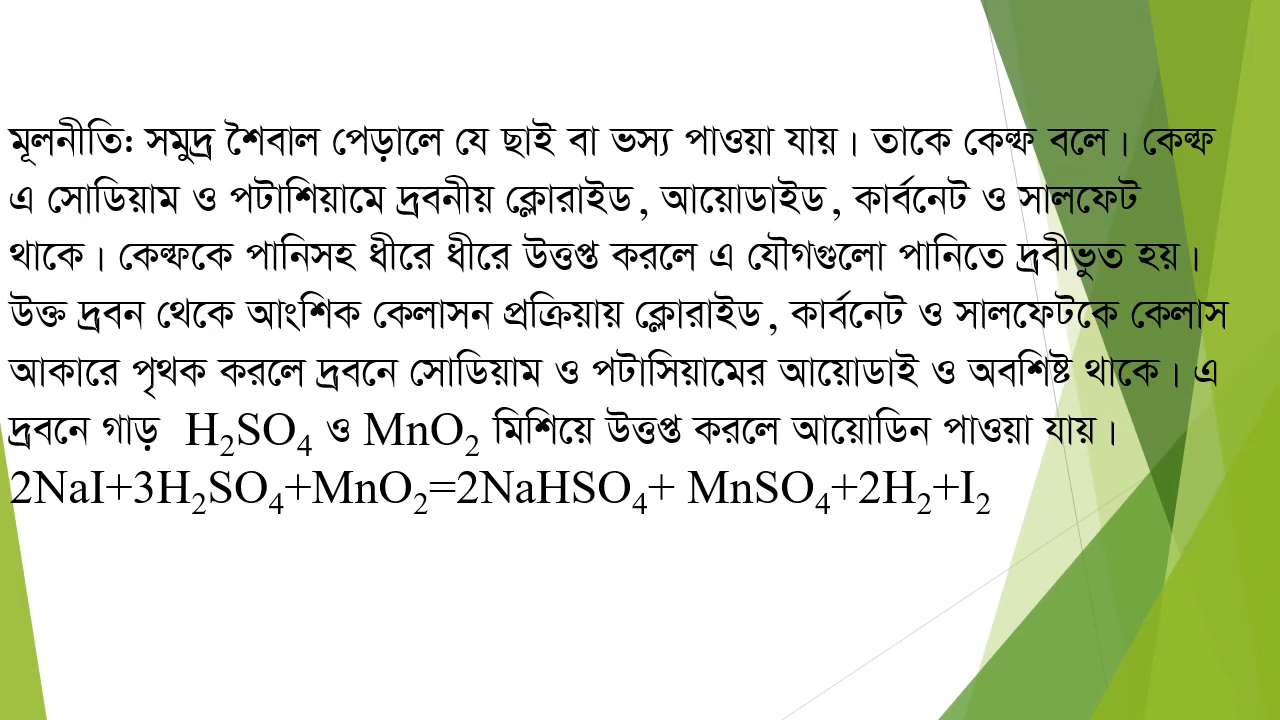 মূলনীতি: সমুদ্র শৈবাল পেড়ালে যে ছাই বা ভস্য পাওয়া যায়। তাকে কেল্ফ বলে। কেল্ফ
এ সোডিয়াম ও পটাশিয়ামে দ্রবনীয় ক্লোরাইড, আয়োডাইড, কার্বনেট ও সালফেট
থাকে। কেল্ফকে পানিসহ ধীরে ধীরে উত্তপ্ত করলে এ যৌগগুলো পানিতে দ্রবীভুত হয়।
উক্ত দ্রবন থেকে আংশিক কেলাসন প্রক্রিয়ায় ক্লোরাইড, কার্বনেট ও সালফেটকে কেলাস
আকারে পৃথক করলে দ্রবনে সোডিয়াম ও পটাসিয়ামের আয়োডাই ও অবশিষ্ট থাকে। এ
দ্রবনে গাড় H₂SO₄ ও MnO₂ মিশিয়ে উত্তপ্ত করলে আয়োডিন পাওয়া যায়।
2NaI+3H₂SO₄+MnO₂=2NaHSO₄+ MnSO₄+2H₂+I₂